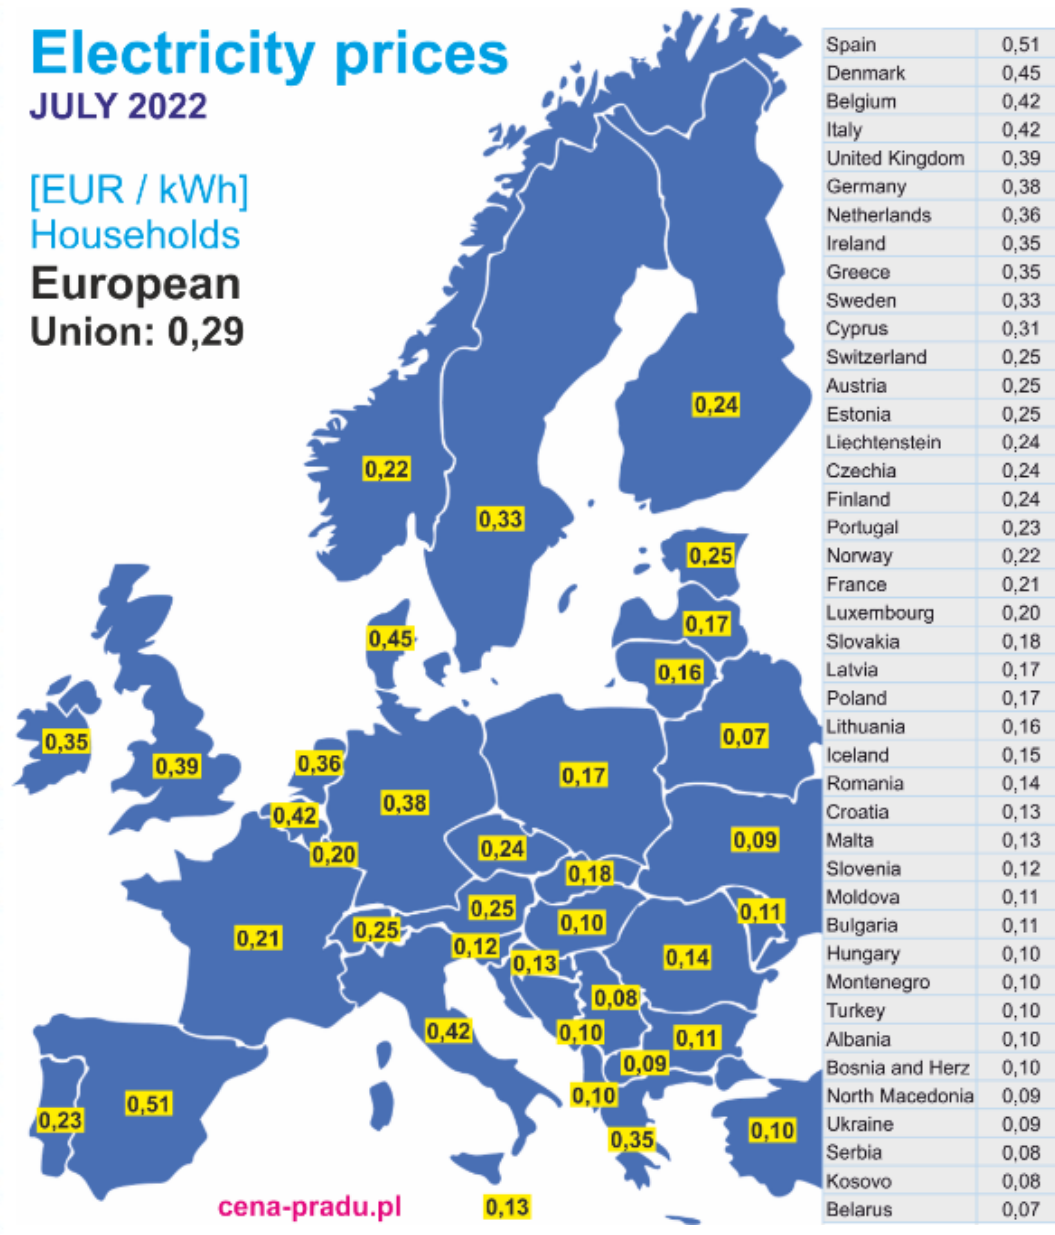 Electricity prices
JULY 2022
[EUR / kWh]
Households
European
Union: 0,29
0,24
0,22
0,33
0,25
0,17
0,45
0,16
0,07
0,35
0,39
0,36
0,38
0,17
0,42
0,20
0,24
0,09
0,18
0,25
0,11
0,21
0,25
0,10
0,12
0,13
0,14
0,08
0,42
0,10
0,11
0,09
0,51
0,10
0,23
0,35
0,10
cena-pradu.pl
0,13
Spain 0,51
Denmark 0,45
Belgium 0,42
Italy 0,42
United Kingdom 0,39
Germany 0,38
Netherlands 0,36
Ireland 0,35
Greece 0,35
Sweden 0,33
Cyprus 0,31
Switzerland 0,25
Austria 0,25
Estonia 0,25
Liechtenstein 0,24
Czechia 0,24
Finland 0,24
Portugal 0,23
Norway 0,22
France 0,21
Luxembourg 0,20
Slovakia 0,18
Latvia 0,17
Poland 0,17
Lithuania 0,16
Iceland 0,15
Romania 0,14
Croatia 0,13
Malta 0,13
Slovenia 0,12
Moldova 0,11
Bulgaria 0,11
Hungary 0,10
Montenegro 0,10
Turkey 0,10
Albania 0,10
Bosnia and Herz 0,10
North Macedonia 0,09
Ukraine 0,09
Serbia 0,08
Kosovo 0,08
Belarus 0,07